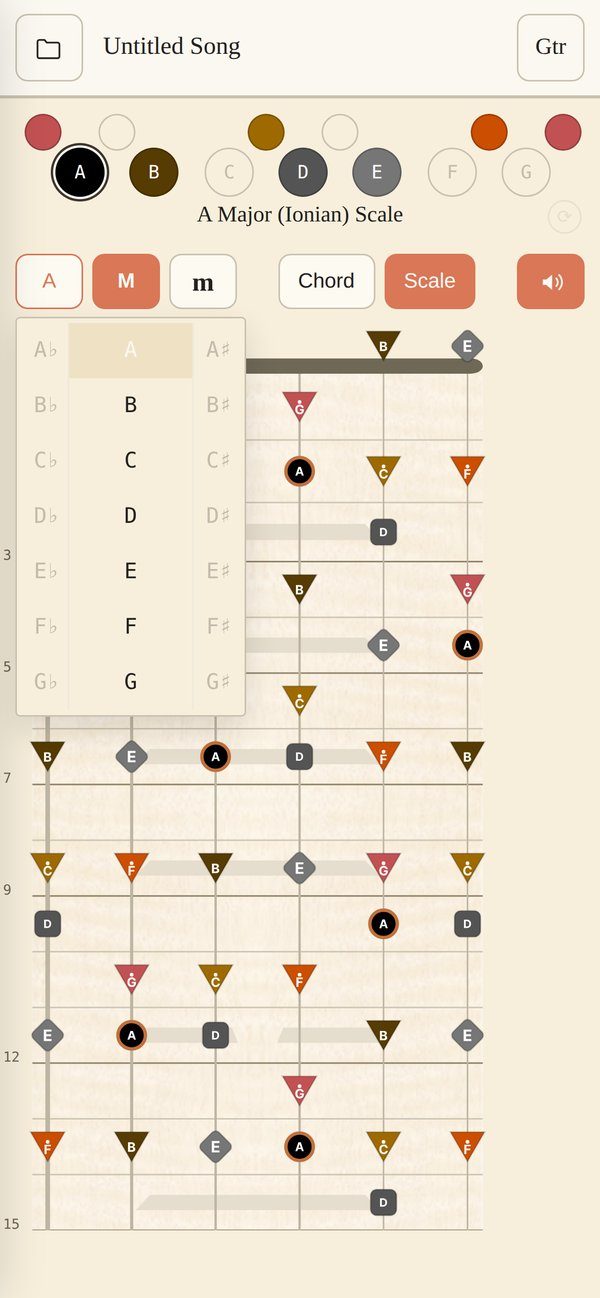 Untitled Song Gtr
A B C D E F G
A Major (Ionian) Scale
A M m Chord Scale
A♭ A A♯ B E
B♭ B B♯ Ġ
C♭ C C♯ A Ċ Ḟ
D♭ D D♯ D
3
E♭ E E♯ B Ġ
F♭ F F♯ E A
5
G♭ G G♯ Ċ
B E A D Ḟ B
7
Ċ Ḟ B E Ġ Ċ
9
D A D
Ġ Ċ Ḟ
E A D B E
12
Ġ
Ḟ B E A Ċ Ḟ
D
15